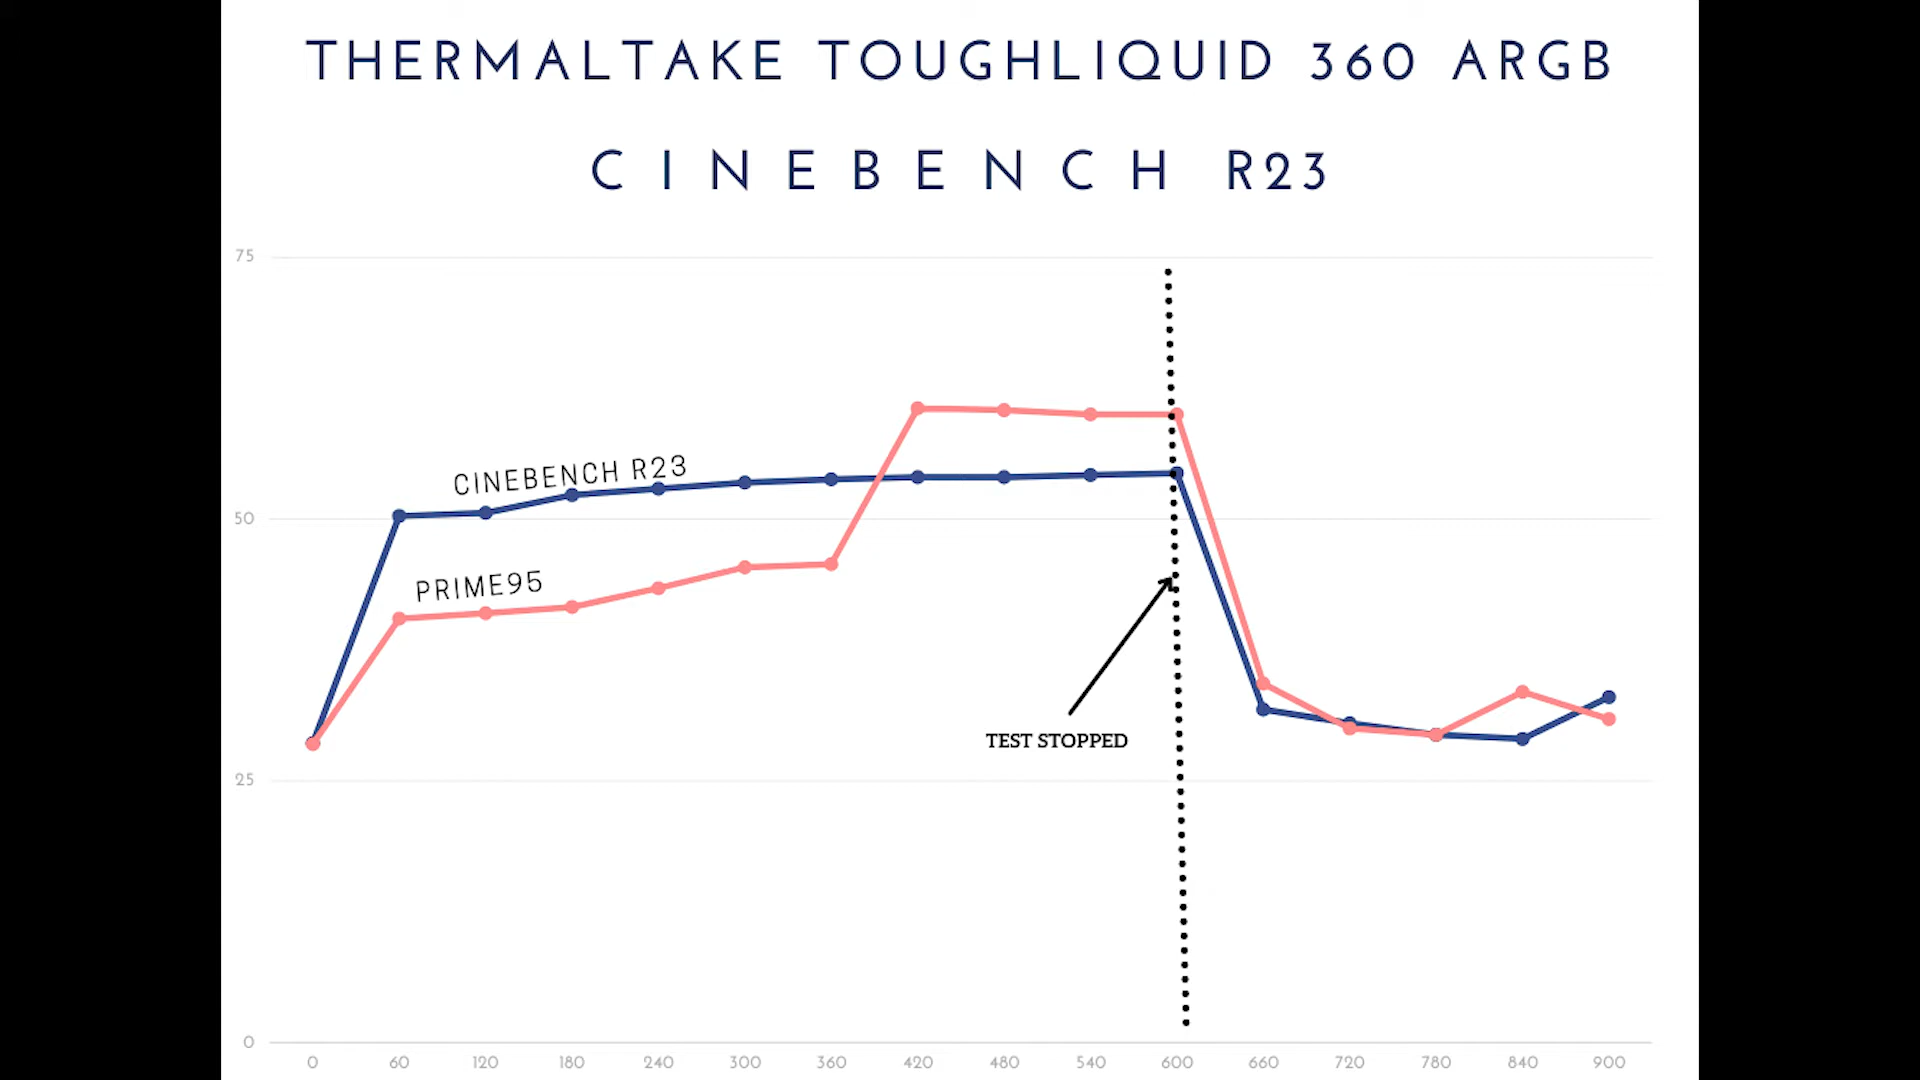 THERMALTAKE TOUGHLIQUID 360 ARGB
CINEBENCH R23
75
CINEBENCH R23
50
PRIME95
TEST STOPPED
25
0
0 60 120 180 240 300 360 420 480 540 600 660 720 780 840 900